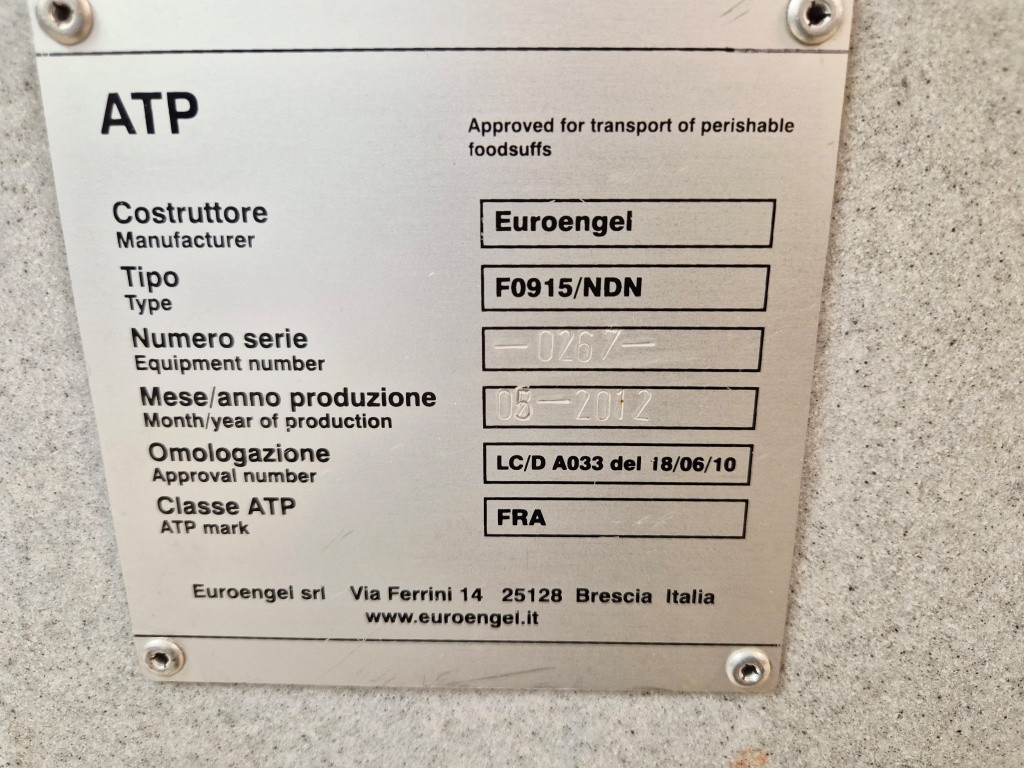 ATP
Approved for transport of perishable
foodsuffs
Costruttore
Manufacturer
Euroengel
Tipo
Type
F0915/NDN
Numero serie
Equipment number
-0267-
Mese/anno produzione
Month/year of production
05-2012
Omologazione
Approval number
LC/D A033 del 18/06/10
Classe ATP
ATP mark
FRA
Euroengel srl Via Ferrini 14 25128 Brescia Italia
www.euroengel.it